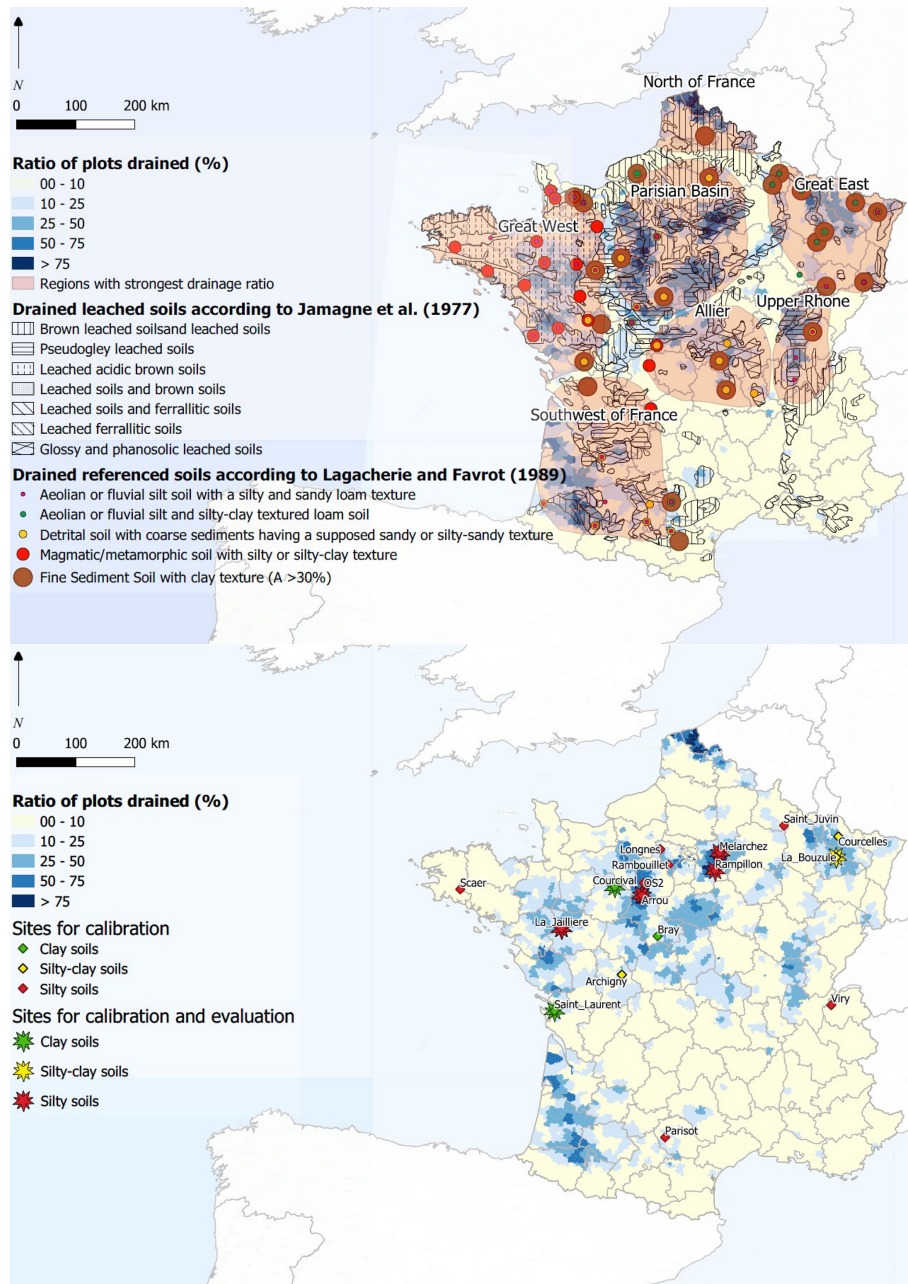 N
0 100 200 km
North of France
Ratio of plots drained (%)
00 - 10
10 - 25
25 - 50
50 - 75
> 75
Regions with strongest drainage ratio
Parisian Basin
Great East
Great West
Drained leached soils according to Jamagne et al. (1977)
Upper Rhone
Allier
Brown leached soilsand leached soils
Pseudogley leached soils
Leached acidic brown soils
Leached soils and brown soils
Leached soils and ferrallitic soils
Leached ferrallitic soils
Glossy and phanosolic leached soils
Southwest of France
Drained referenced soils according to Lagacherie and Favrot (1989)
Aeolian or fluvial silt soil with a silty and sandy loam texture
Aeolian or fluvial silt and silty-clay textured loam soil
Detrital soil with coarse sediments having a supposed sandy or silty-sandy texture
Magmatic/metamorphic soil with silty or silty-clay texture
Fine Sediment Soil with clay texture (A >30%)
N
0 100 200 km
Ratio of plots drained (%)
00 - 10
10 - 25
25 - 50
50 - 75
> 75
Sites for calibration
Clay soils
Silty-clay soils
Silty soils
Sites for calibration and evaluation
Clay soils
Silty-clay soils
Silty soils
Saint_Juvin
Courcelles
La_Bouzule
Longnes
Melarchez
Rambouillet
Rampillon
Courcival
OS2
Arrou
Scaer
La_Jailliere
Bray
Archigny
Saint_Laurent
Viry
Parisot